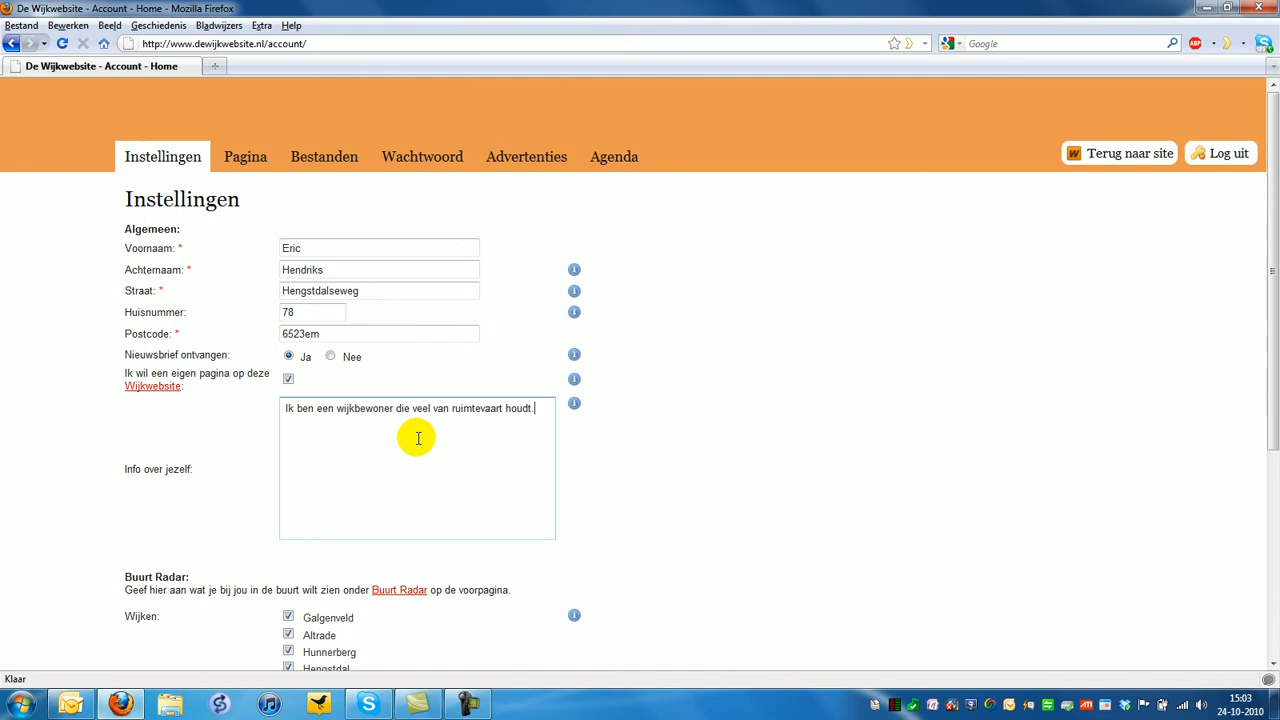 De Wijkwebsite - Account - Home - Mozilla Firefox
Bestand Bewerken Beeld Geschiedenis Bladwijzers Extra Help
http://www.dewijkwebsite.nl/account/
Google
ABP
De Wijkwebsite - Account - Home
Instellingen Pagina Bestanden Wachtwoord Advertenties Agenda
Terug naar site Log uit
Instellingen
Algemeen:
Voornaam: * Eric
Achternaam: * Hendriks
Straat: * Hengstdalseweg
Huisnummer: 78
Postcode: * 6523em
Nieuwsbrief ontvangen: Ja Nee
Ik wil een eigen pagina op deze
Wijkwebsite:
Ik ben een wijkbewoner die veel van ruimtevaart houdt.
Info over jezelf:
Buurt Radar:
Geef hier aan wat je bij jou in de buurt wilt zien onder Buurt Radar op de voorpagina.
Wijken: Galgenveld
Altrade
Hunnerberg
Hengstdal
Klaar
15:03
24-10-2010